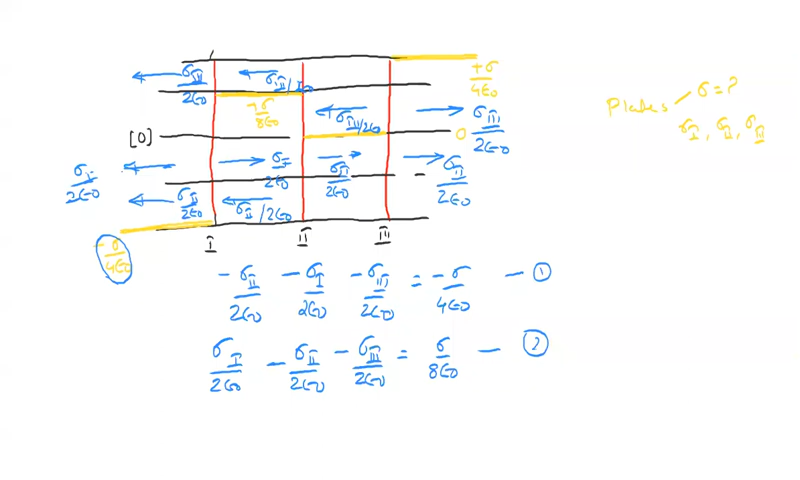 σ_III/2ϵ0 σ_III/2ϵ0 +σ/4ϵ0
+σ/8ϵ0 σ_III/2ϵ0 σ_III/2ϵ0 Plates σ=?
[0] 0 σ_I, σ_II, σ_III
σ_I/2ϵ0 σ_I/2ϵ0 σ_II/2ϵ0 σ_II/2ϵ0
σ_II/2ϵ0 σ_II/2ϵ0
-σ/4ϵ0 I II III
-σ_II/2ϵ0 -σ_I/2ϵ0 -σ_III/2ϵ0 = -σ/4ϵ0 - ①
σ_I/2ϵ0 - σ_II/2ϵ0 - σ_III/2ϵ0 = σ/8ϵ0 - ②